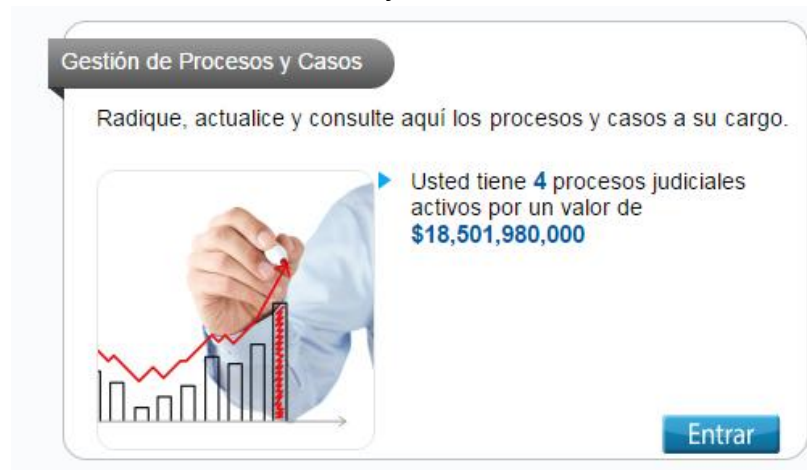 Gestión de Procesos y Casos
Radique, actualice y consulte aquí los procesos y casos a su cargo.
Usted tiene 4 procesos judiciales
activos por un valor de
$18,501,980,000
Entrar